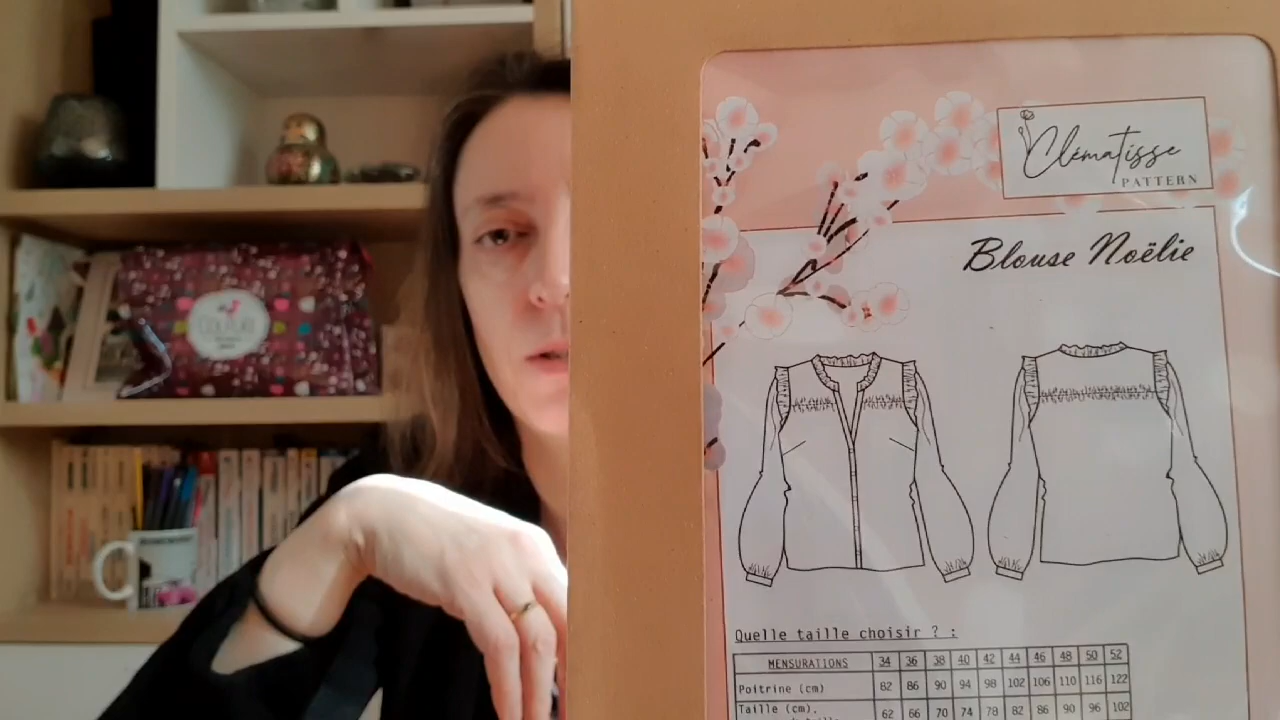 Clématisse
PATTERN
Blouse Noëlie
COUTURE
Quelle taille choisir ? :
MENSURATIONS 34 36 38 40 42 44 46 48 50 52
Poitrine (cm) 82 86 90 94 98 102 106 110 116 122
Taille (cm), 62 66 70 74 78 82 86 90 96 102